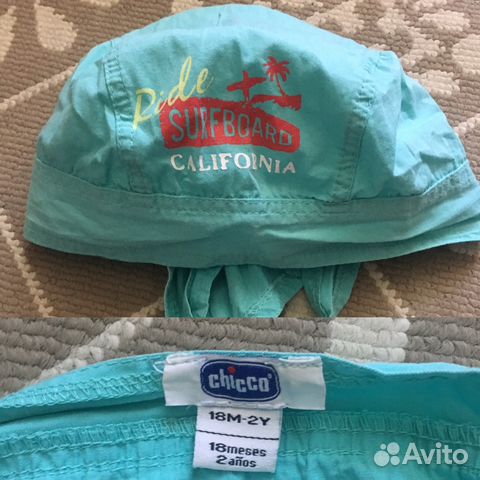 Ride
SURFBOARD
CALIFORNIA
chicco
18M-2Y
18meses
2años
Avito